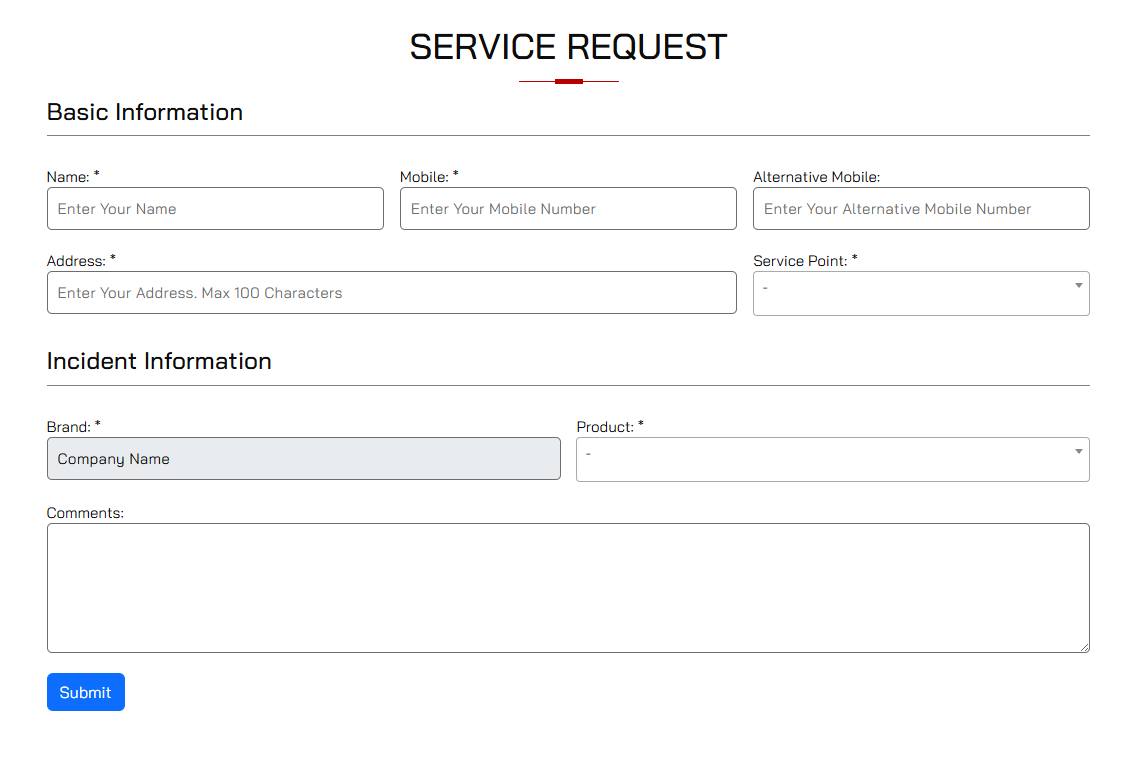 SERVICE REQUEST
Basic Information
Name: * Mobile: * Alternative Mobile:
Enter Your Name Enter Your Mobile Number Enter Your Alternative Mobile Number
Address: * Service Point: *
Enter Your Address. Max 100 Characters -
Incident Information
Brand: * Product: *
Company Name -
Comments:
Submit